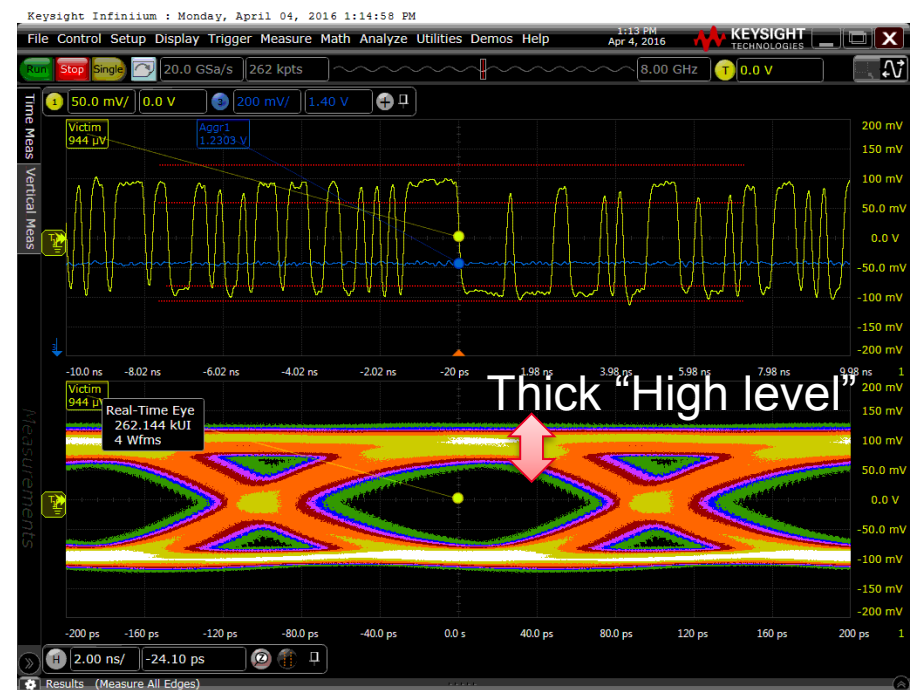 Keysight Infiniium : Monday, April 04, 2016 1:14:58 PM
File Control Setup Display Trigger Measure Math Analyze Utilities Demos Help
1:13 PM
Apr 4, 2016
KEYSIGHT
TECHNOLOGIES
Run Stop Single 20.0 GSa/s 262 kpts 8.00 GHz T 0.0 V
1 50.0 mV/ 0.0 V 3 200 mV/ 1.40 V
Time Meas
Vertical Meas
Victim
944 µV
Aggr1
1.2303 V
200 mV
150 mV
100 mV
50.0 mV
0.0 V
-50.0 mV
-100 mV
-150 mV
-200 mV
-10.0 ns -8.02 ns -6.02 ns -4.02 ns -2.02 ns -20 ps 1.98 ns 3.98 ns 5.98 ns 7.98 ns 9.98 ns 1
Victim
944 µV
Real-Time Eye
262.144 kUI
4 Wfms
Thick “High level”
Measurements
200 mV
150 mV
100 mV
50.0 mV
0.0 V
-50.0 mV
-100 mV
-150 mV
-200 mV
-200 ps -160 ps -120 ps -80.0 ps -40.0 ps 0.0 s 40.0 ps 80.0 ps 120 ps 160 ps 200 ps 1
H 2.00 ns/ -24.10 ps
Results (Measure All Edges)